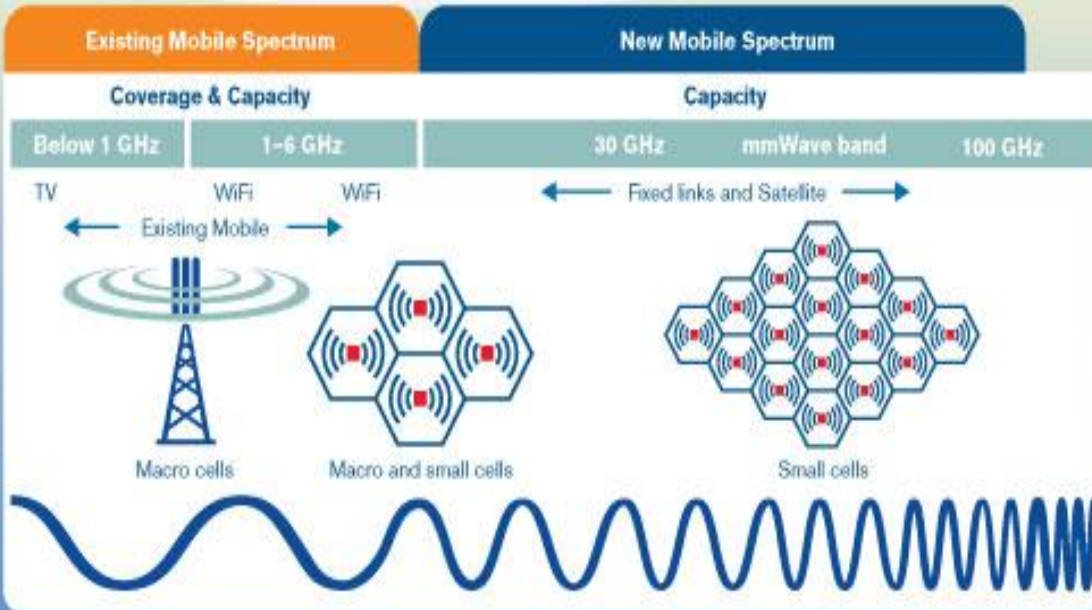 Existing Mobile Spectrum
New Mobile Spectrum
Coverage & Capacity
Capacity
Below 1 GHz
1–6 GHz
30 GHz
mmWave band
100 GHz
TV
WiFi
WiFi
Fixed links and Satellite
Existing Mobile
Macro cells
Macro and small cells
Small cells